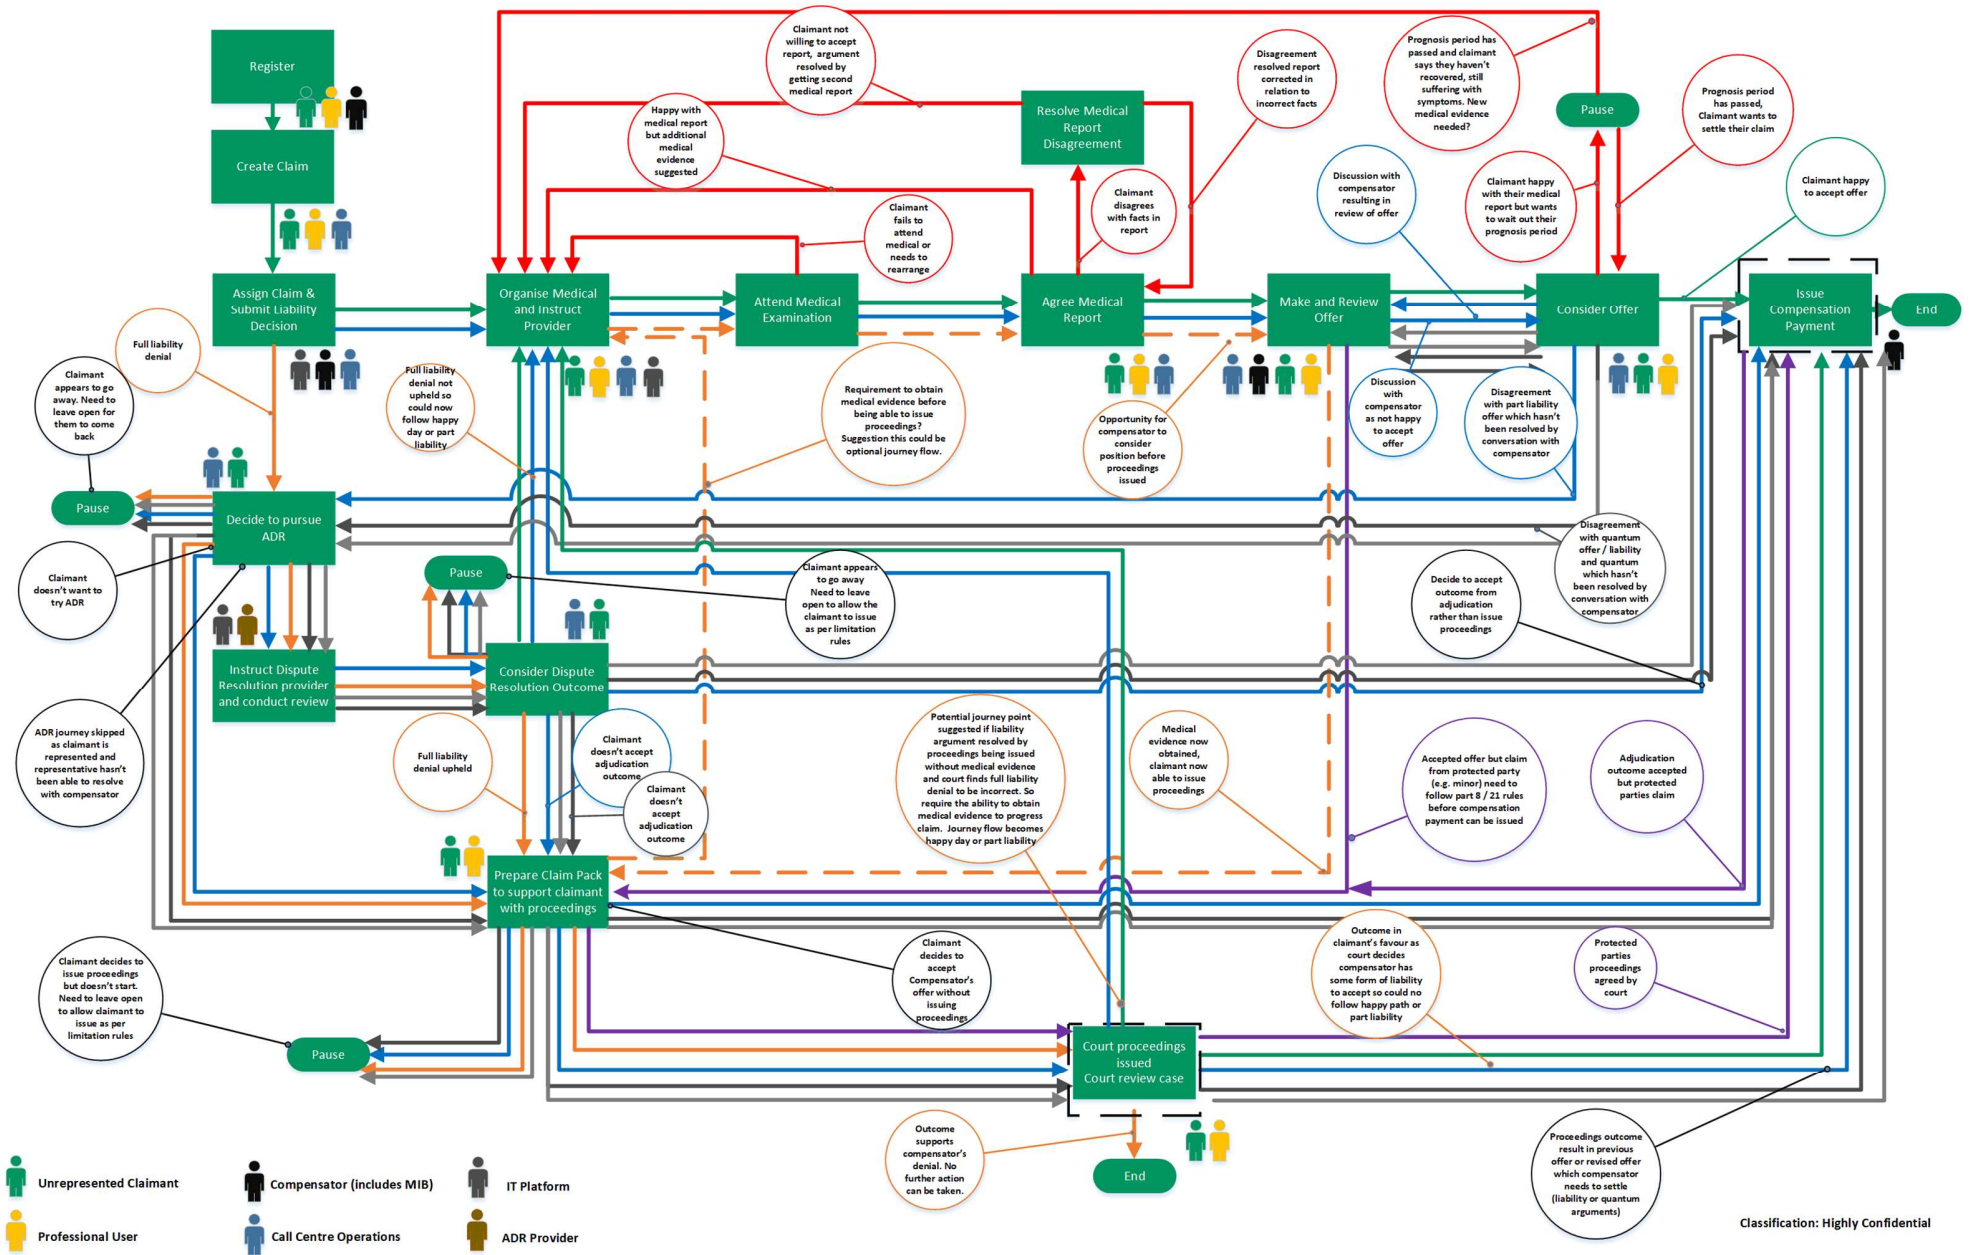 Register
Create Claim
Assign Claim &
Submit Liability
Decision
Organise Medical
and Instruct
Provider
Attend Medical
Examination
Agree Medical
Report
Resolve Medical
Report
Disagreement
Make and Review
Offer
Consider Offer
Pause
Issue
Compensation
Payment
End
Claimant not
willing to accept
report, argument
resolved by
getting second
medical report
Happy with
medical report
but additional
medical
evidence
suggested
Claimant
fails to
attend
medical or
needs to
rearrange
Claimant
disagrees
with facts in
report
Disagreement
resolved report
corrected in
relation to
incorrect facts
Prognosis period has
passed and claimant
says they haven't
recovered, still
suffering with
symptoms. New
medical evidence
needed?
Prognosis period
has passed,
Claimant wants to
settle their claim
Discussion with
compensator
resulting in
review of offer
Claimant happy
with their medical
report but wants
to wait out their
prognosis period
Claimant happy
to accept offer
Full liability
denial
Claimant
appears to go
away. Need to
leave open for
them to come
back
Full liability
denial not
upheld so
could now
follow happy
day or part
liability
Requirement to obtain
medical evidence before
being able to issue
proceedings?
Suggestion this could be
optional journey flow.
Opportunity for
compensator to
consider
position before
proceedings
issued
Discussion
with
compensator
as not happy
to accept
offer
Disagreement
with part liability
offer which hasn't
been resolved by
conversation with
compensator
Pause
Decide to pursue
ADR
Claimant
doesn't want to
try ADR
Pause
Claimant appears
to go away
Need to leave
open to allow the
claimant to issue
as per limitation
rules
Decide to accept
outcome from
adjudication
rather than issue
proceedings
Disagreement
with quantum
offer / liability
and quantum
which hasn't
been resolved by
conversation with
compensator
Instruct Dispute
Resolution provider
and conduct review
Consider Dispute
Resolution Outcome
ADR journey skipped
as claimant is
represented and
representative hasn't
been able to resolve
with compensator
Full liability
denial upheld
Claimant
doesn't accept
adjudication
outcome
Claimant
doesn't
accept
adjudication
outcome
Potential journey point
suggested if liability
argument resolved by
proceedings being issued
without medical evidence
and court finds full liability
denial to be incorrect. So
require the ability to obtain
medical evidence to progress
claim. Journey flow becomes
happy day or part liability
Medical
evidence now
obtained,
claimant now
able to issue
proceedings
Accepted offer but claim
from protected party
(e.g. minor) need to
follow part 8 / 21 rules
before compensation
payment can be issued
Adjudication
outcome accepted
but protected
parties claim
Prepare Claim Pack
to support claimant
with proceedings
Claimant decides to
issue proceedings
but doesn't start.
Need to leave open
to allow claimant to
issue as per
limitation rules
Pause
Claimant
decides to
accept
Compensator's
offer without
issuing
proceedings
Outcome in
claimant's favour as
court decides
compensator has
some form of liability
to accept so could no
follow happy path or
part liability
Protected
parties
proceedings
agreed by
court
Court proceedings
issued
Court review case
Outcome
supports
compensator's
denial. No
further action
can be taken.
End
Proceedings outcome
result in previous
offer or revised offer
which compensator
needs to settle
(liability or quantum
arguments)
Unrepresented Claimant
Compensator (includes MIB)
IT Platform
Professional User
Call Centre Operations
ADR Provider
Classification: Highly Confidential